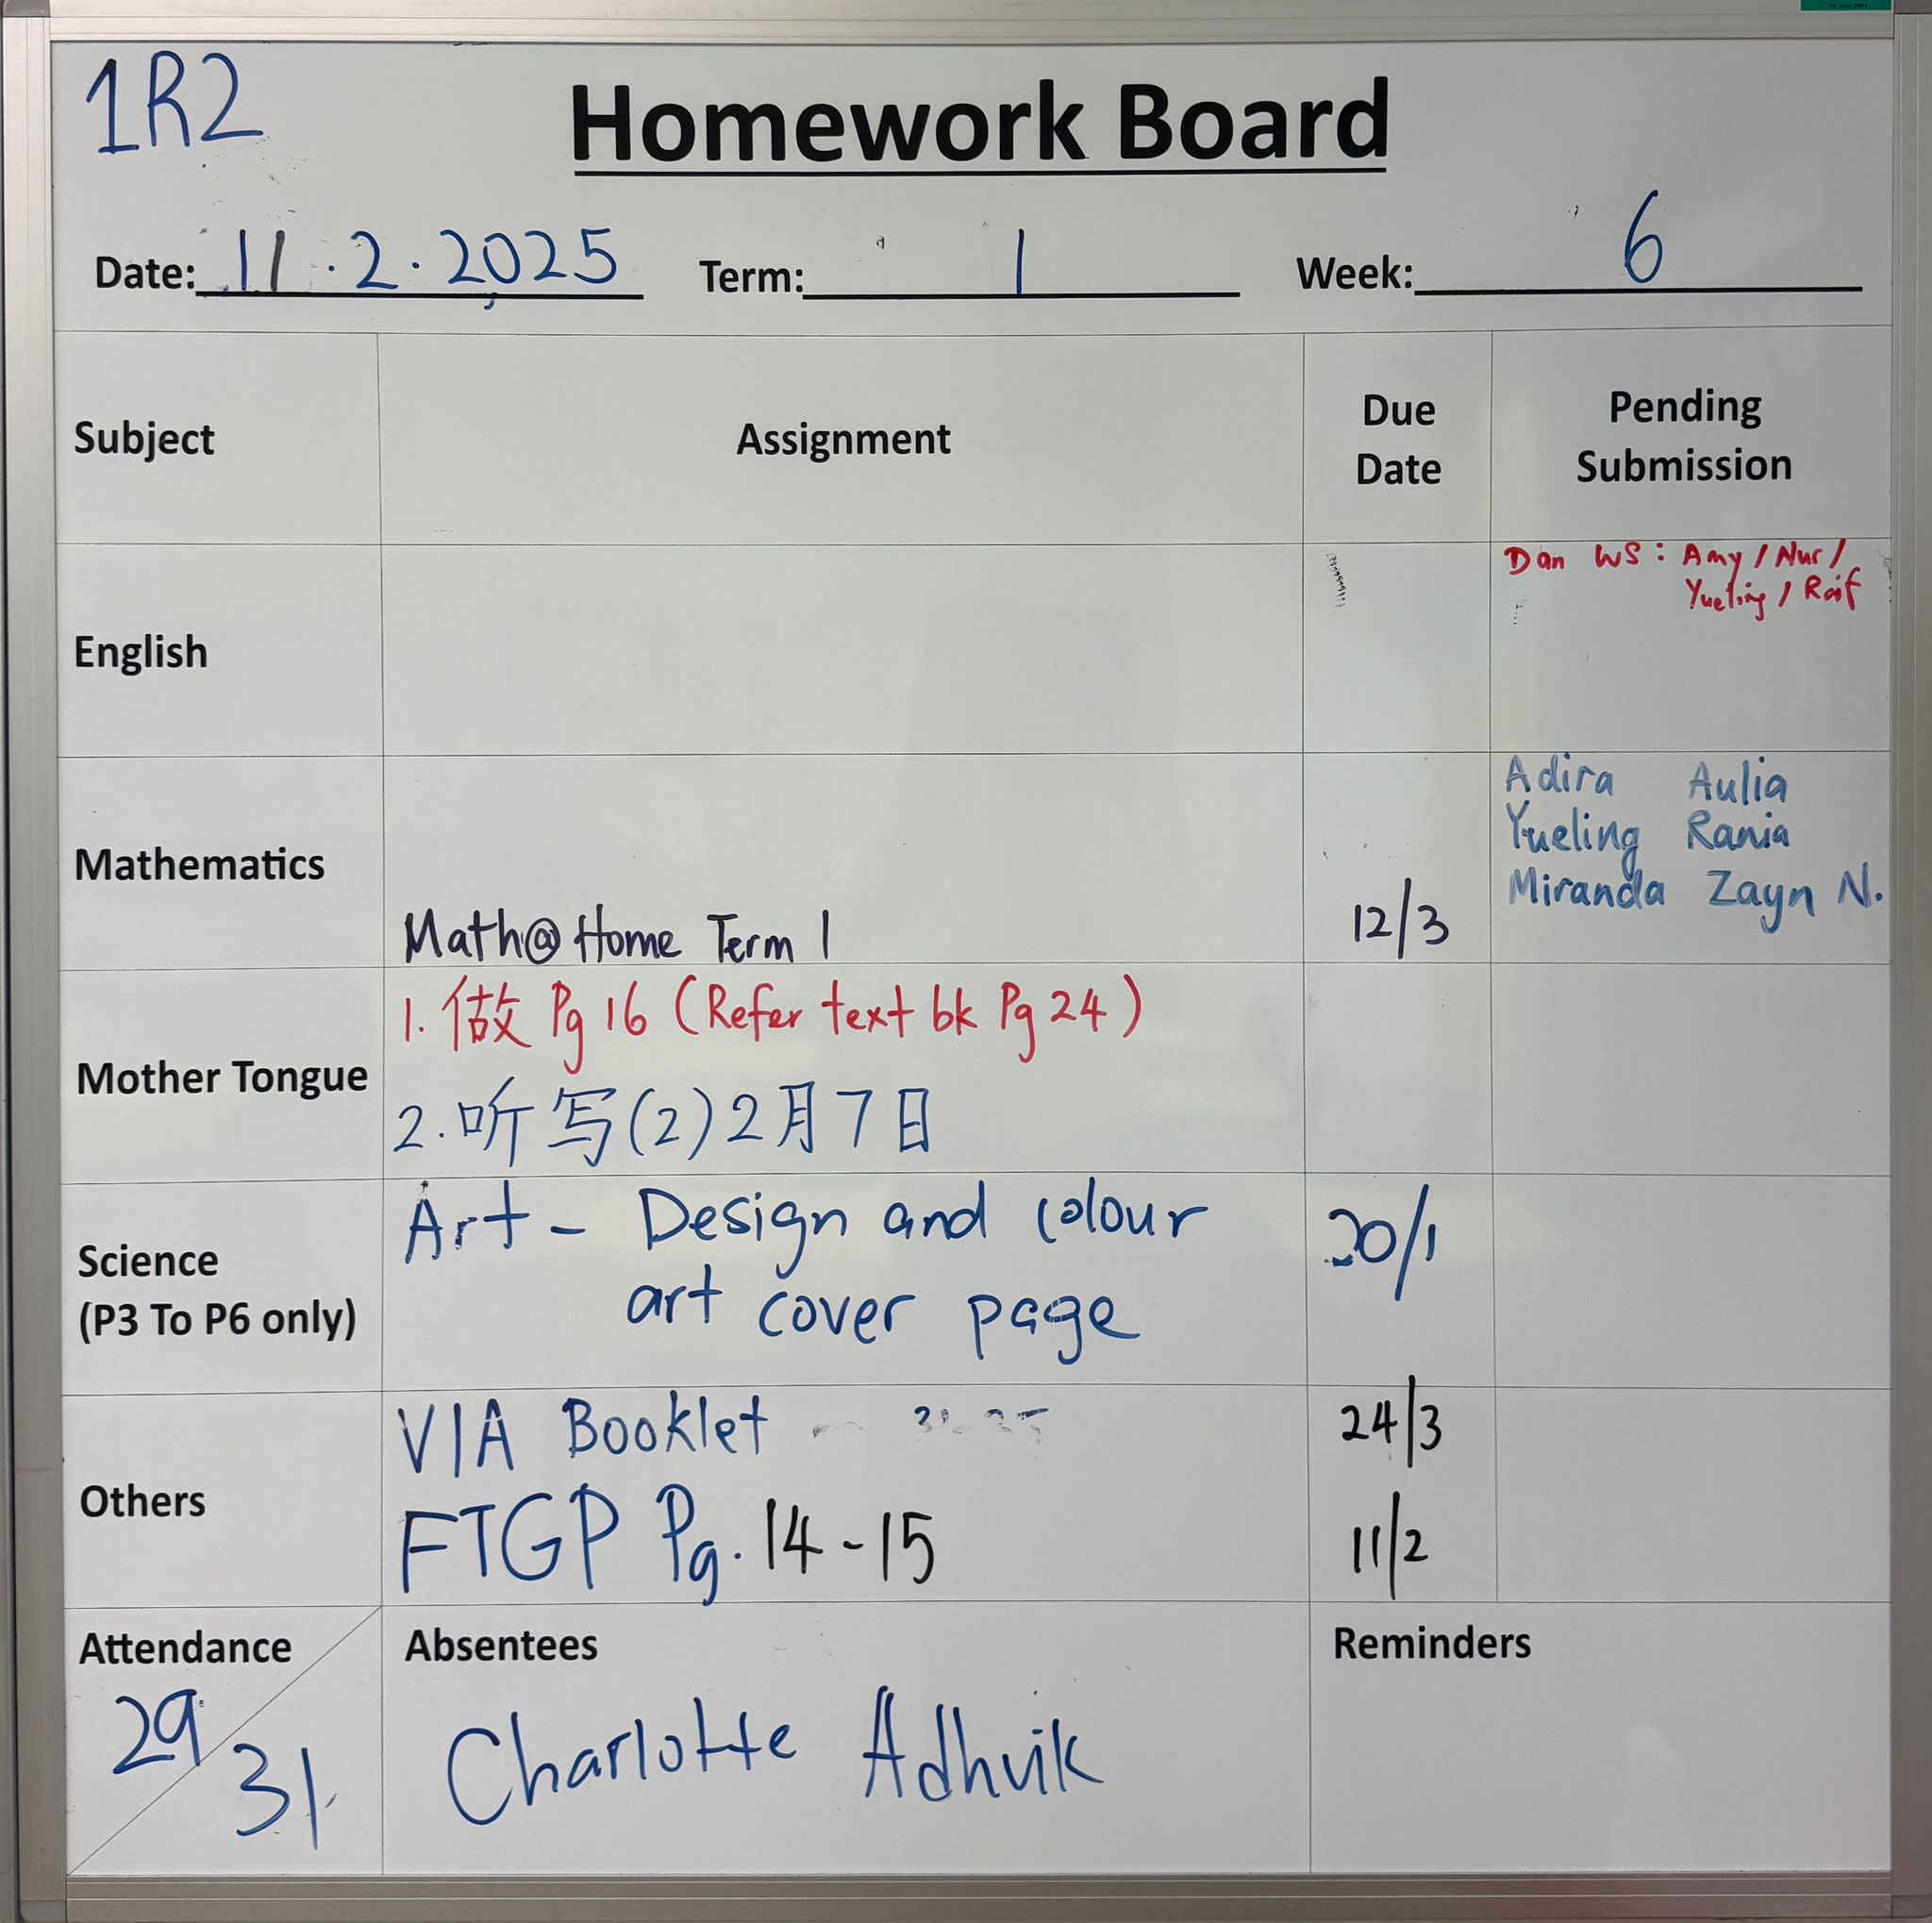 1R2
Homework Board
Date: 11.2.2025 Term: 1 Week: 6
Subject Assignment Due Date Pending Submission
English
Dan WS: Amy / Nur /
Yueling / Raif
Mathematics
Math@Home Term 1 12/3
Adira Aulia
Yueling Rania
Miranda Zayn N.
Mother Tongue
1. 做 Pg 16 (Refer text bk Pg 24)
2. 听写(2) 2月7日
Science
(P3 To P6 only)
Art - Design and colour 20/1
art cover page
Others
VIA Booklet 24/3
FTGP Pg. 14-15 11/2
Attendance Absentees Reminders
29/31 Charlotte Adhvik